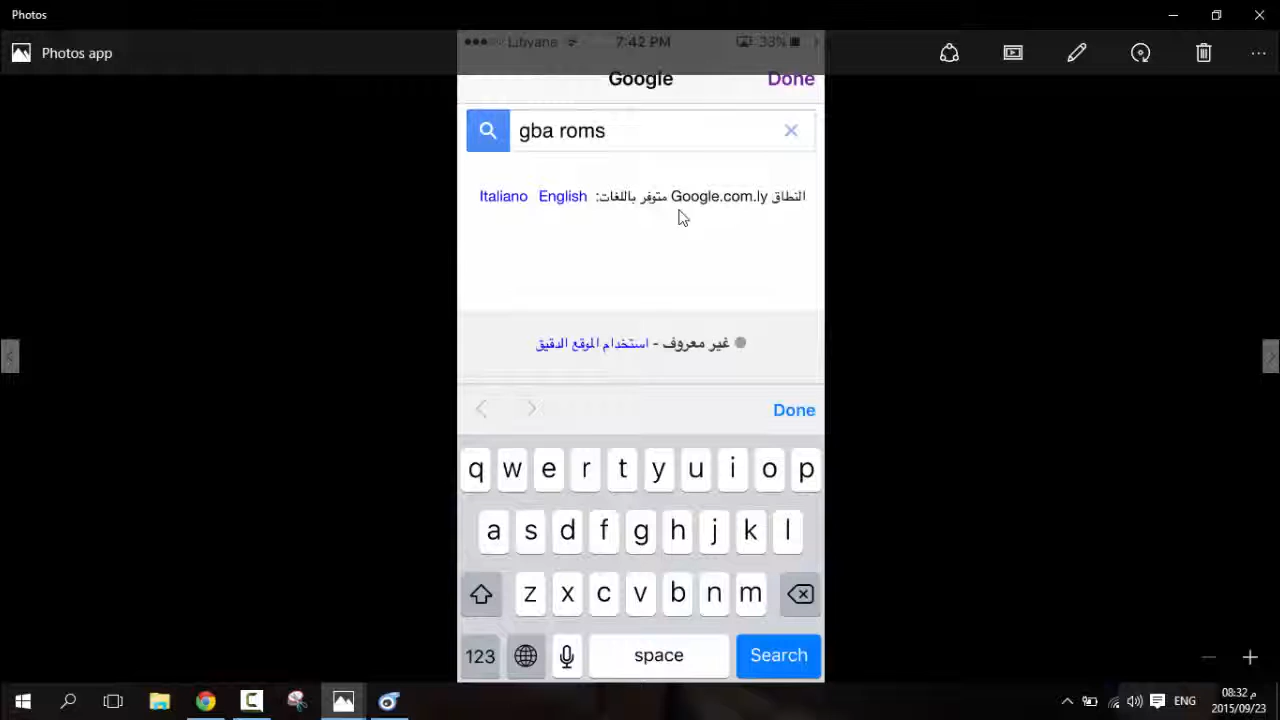 Photos
Photos app
Libyana 7:42 PM 33%
Google Done
gba roms
النطاق Google.com.ly متوفر باللغات: English Italiano
غير معروف - استخدام الموقع الدقيق
Done
q w e r t y u i o p
a s d f g h j k l
z x c v b n m
123 space Search
ENG
08:32 م
2015/09/23